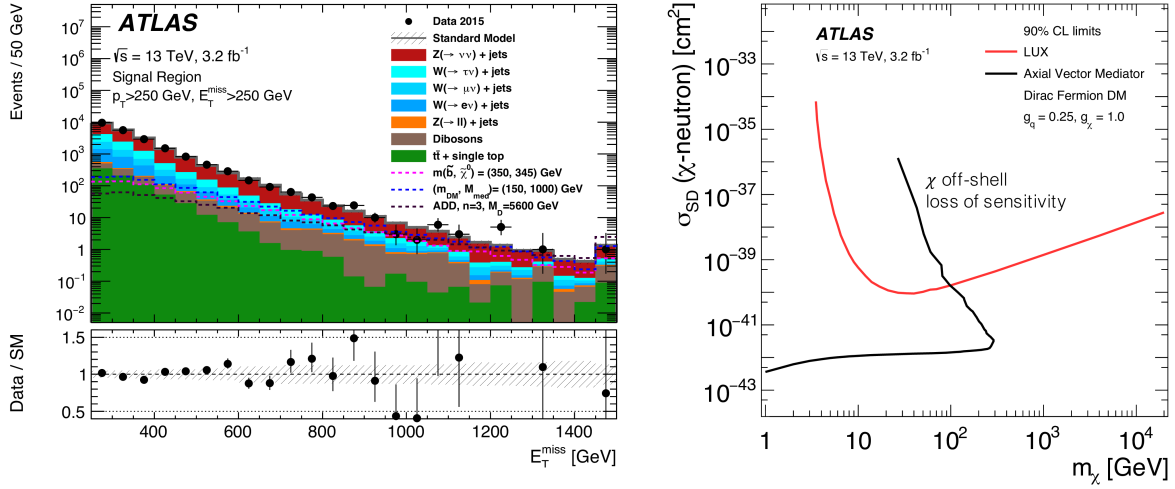 ATLAS
√s = 13 TeV, 3.2 fb⁻¹
Signal Region
p_T>250 GeV, E_T^miss>250 GeV
Data 2015
Standard Model
Z(→ νν) + jets
W(→ τν) + jets
W(→ μν) + jets
W(→ eν) + jets
Z(→ ll) + jets
Dibosons
tt̄ + single top
m(b̃, χ̃⁰) = (350, 345) GeV
(m_DM, M_med) = (150, 1000) GeV
ADD, n=3, M_D=5600 GeV
Events / 50 GeV
10⁷
10⁶
10⁵
10⁴
10³
10²
10
1
10⁻¹
10⁻²
Data / SM
1.5
1
0.5
400 600 800 1000 1200 1400
E_T^miss [GeV]
σ_SD (χ-neutron) [cm²]
10⁻³³
10⁻³⁵
10⁻³⁷
10⁻³⁹
10⁻⁴¹
10⁻⁴³
ATLAS
√s = 13 TeV, 3.2 fb⁻¹
90% CL limits
LUX
Axial Vector Mediator
Dirac Fermion DM
g_q = 0.25, g_χ = 1.0
χ off-shell
loss of sensitivity
1 10 10² 10³ 10⁴
m_χ [GeV]